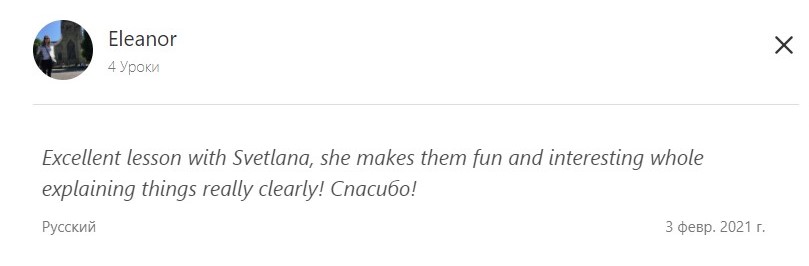 Eleanor
4 Уроки
Excellent lesson with Svetlana, she makes them fun and interesting whole
explaining things really clearly! Спасибо!
Русский
3 февр. 2021 г.